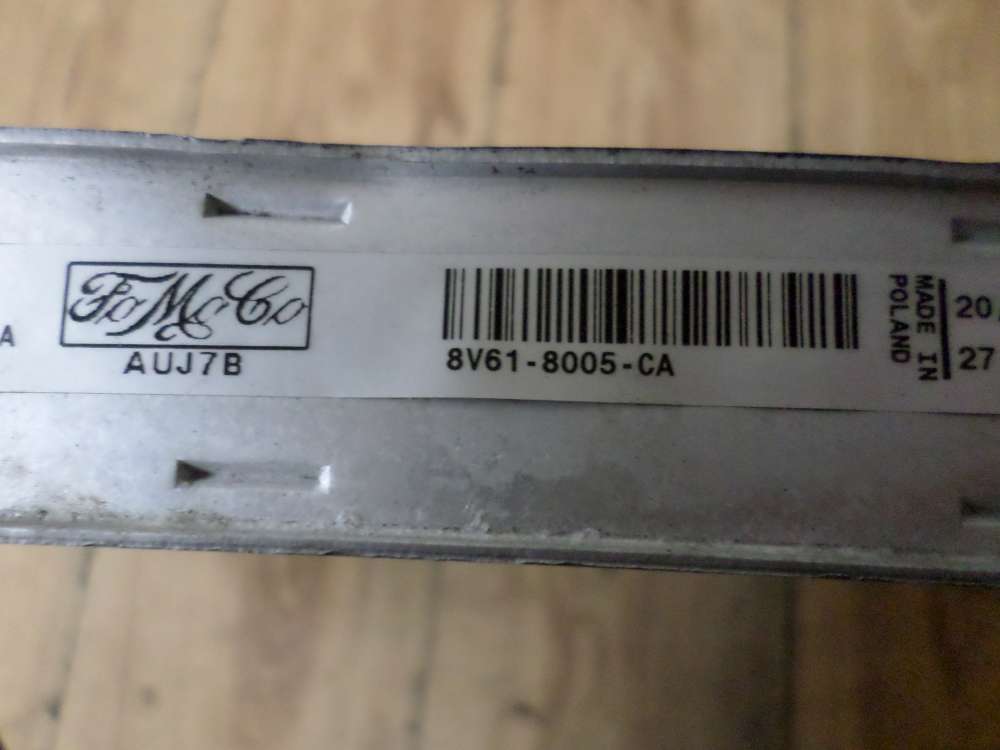 A
FoMoCo
AUJ7B
8V61-8005-CA
MADE IN
POLAND
20
27